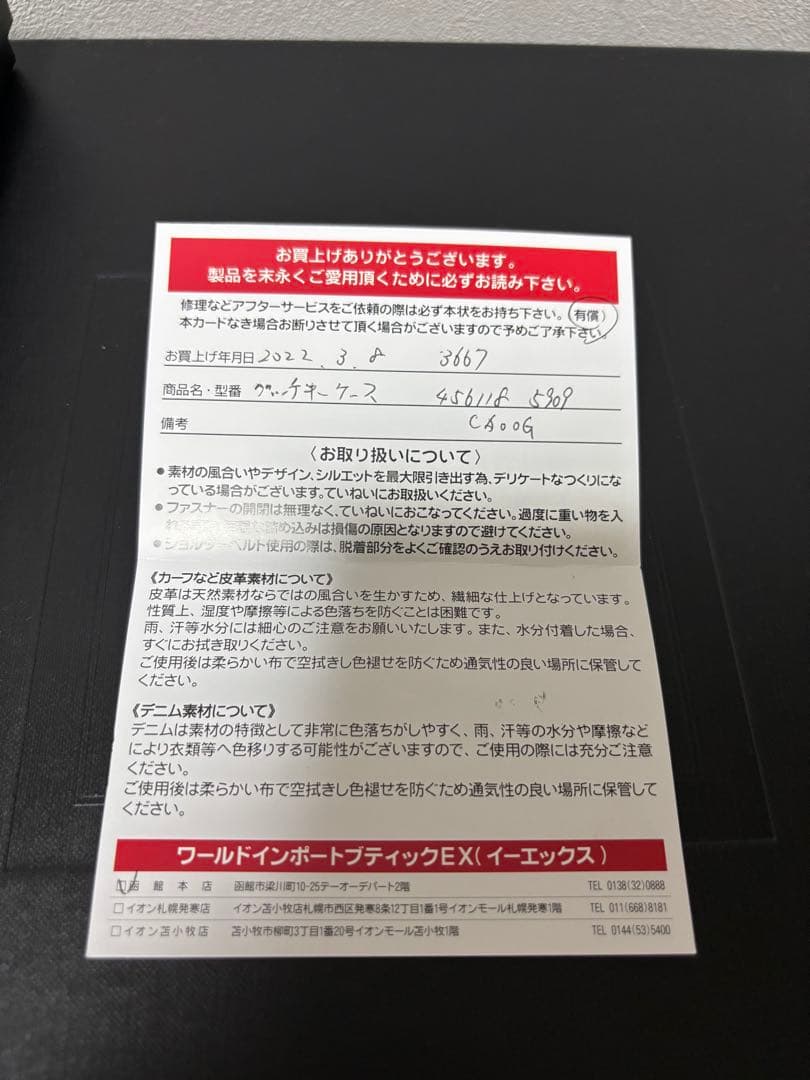 お買上げありがとうございます。
製品を末永くご愛用頂くために必ずお読み下さい。
修理などアフターサービスをご依頼の際は必ず本状をお持ち下さい。(有償)
本カードなき場合お断りさせて頂く場合がございますので予めご了承下さい。
お買上げ年月日 2022.3.8 3667
商品名・型番 グッチキーケース 456118 5909
備考 CAOOG
〈お取り扱いについて〉
●素材の風合いやデザイン、シルエットを最大限引き出す為、デリケートなつくりに
なっている場合がございます。ていねいにお取扱いください。
●ファスナーの開閉は無理なく、ていねいにおこなってください。過度に重い物を入
詰め込みは損傷の原因となりますので避けてください。
●ショルダーベルト使用の際は、脱着部分をよくご確認のうえお取り付けください。
《カーフなど皮革素材について》
皮革は天然素材ならではの風合いを生かすため、繊細な仕上げとなっています。
性質上、湿度や摩擦等による色落ちを防ぐことは困難です。
雨、汗等水分には細心のご注意をお願いいたします。また、水分付着した場合、
すぐにお拭き取りください。
ご使用後は柔らかい布で空拭きし色褪せを防ぐため通気性の良い場所に保管して
ください。
《デニム素材について》
デニムは素材の特徴として非常に色落ちがしやすく、雨、汗等の水分や摩擦など
により衣類等へ色移りする可能性がございますので、ご使用の際には充分ご注意
ください。
ご使用後は柔らかい布で空拭きし色褪せを防ぐため通気性の良い場所に保管して
ください。
ワールドインポートブティックEX(イーエックス)
函館本店 函館市梁川町10-25テーオーデパート2階 TEL 0138(32)0888
□イオン札幌発寒店 イオン苫小牧店札幌市西区発寒8条12丁目1番1号イオンモール札幌発寒1階 TEL 011(668)8181
□イオン苫小牧店 苫小牧市柳町3丁目1番20号イオンモール苫小牧1階 TEL 0144(53)5400